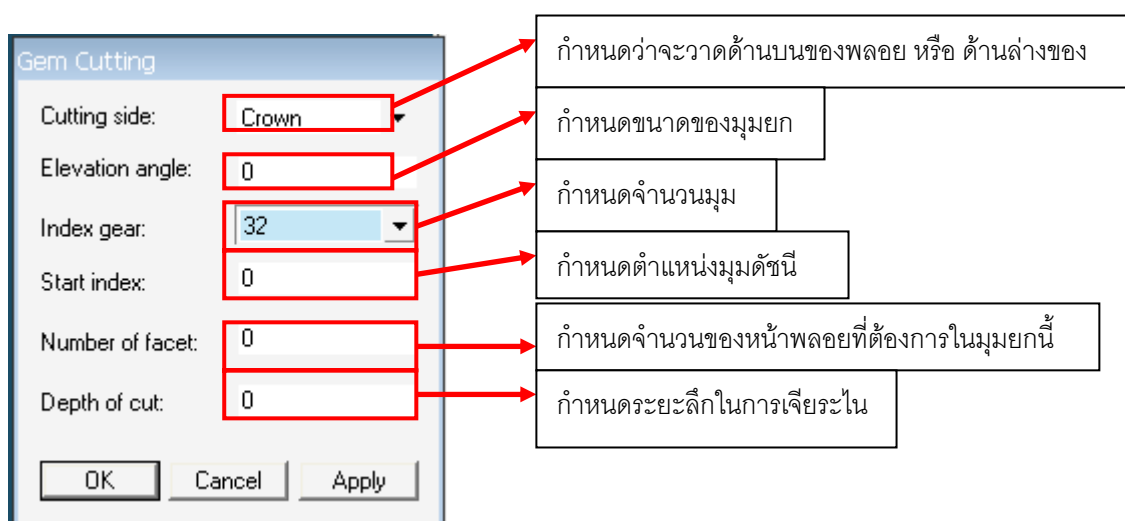 Gem Cutting
Cutting side: Crown
กำหนดว่าจะวาดด้านบนของพลอย หรือ ด้านล่างของ
Elevation angle: 0
กำหนดขนาดของมุมยก
Index gear: 32
กำหนดจำนวนมุม
Start index: 0
กำหนดตำแหน่งมุมดัชนี
Number of facet: 0
กำหนดจำนวนของหน้าพลอยที่ต้องการในมุมยกนี้
Depth of cut: 0
กำหนดระยะลึกในการเจียระไน
OK Cancel Apply